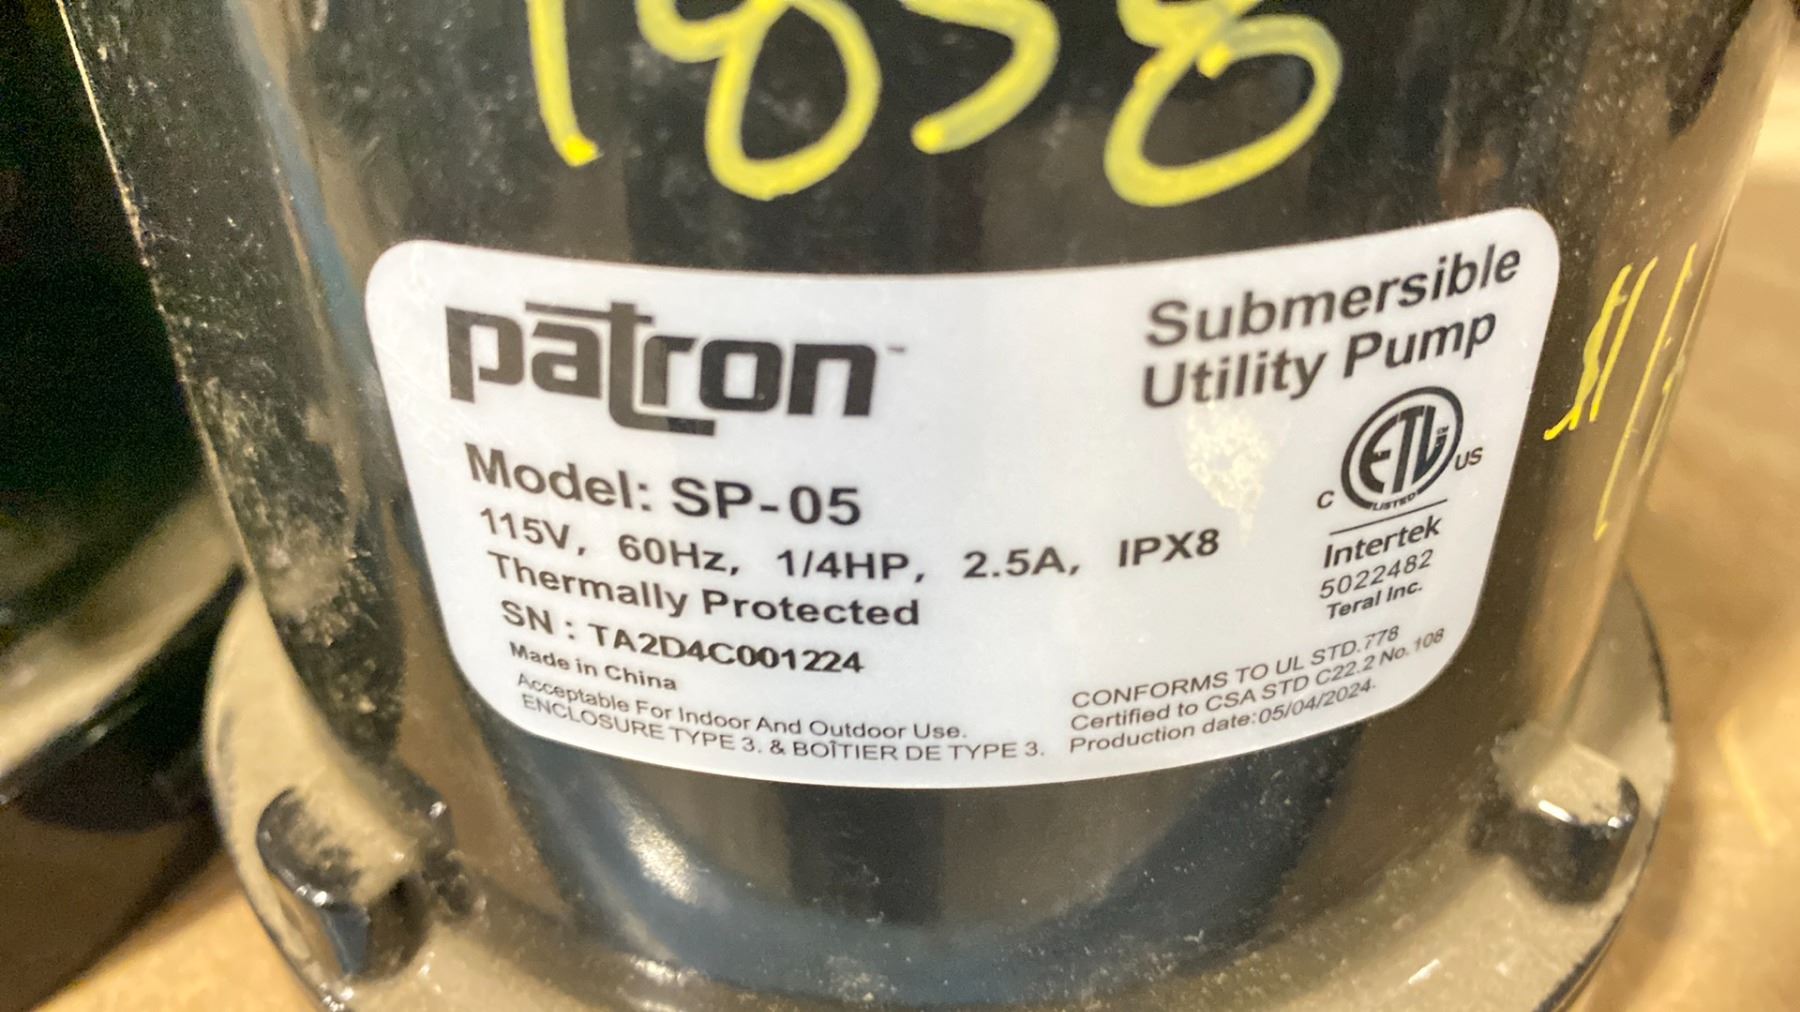 1858
patron™
Submersible
Utility Pump
Model: SP-05
115V, 60Hz, 1/4HP, 2.5A, IPX8
Thermally Protected
SN : TA2D4C001224
Made in China
Acceptable For Indoor And Outdoor Use.
ENCLOSURE TYPE 3. & BOÎTIER DE TYPE 3.
ETL
LISTED
C US
Intertek
5022482
Teral Inc.
CONFORMS TO UL STD.778
Certified to CSA STD C22.2 No.108
Production date:05/04/2024.